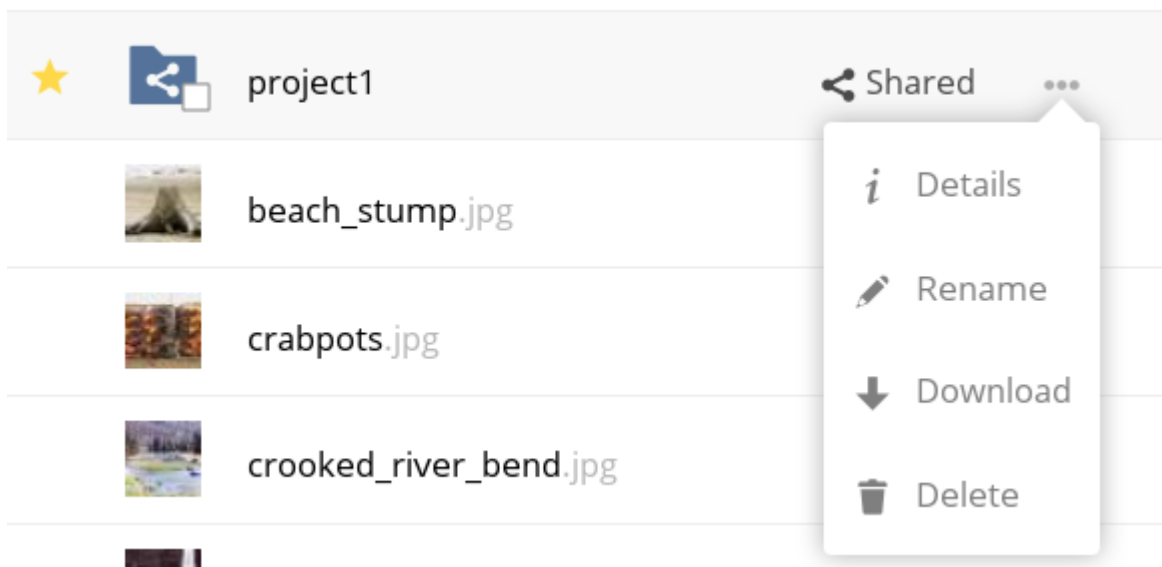 project1
Shared
Details
beach_stump.jpg
Rename
crabpots.jpg
Download
crooked_river_bend.jpg
Delete